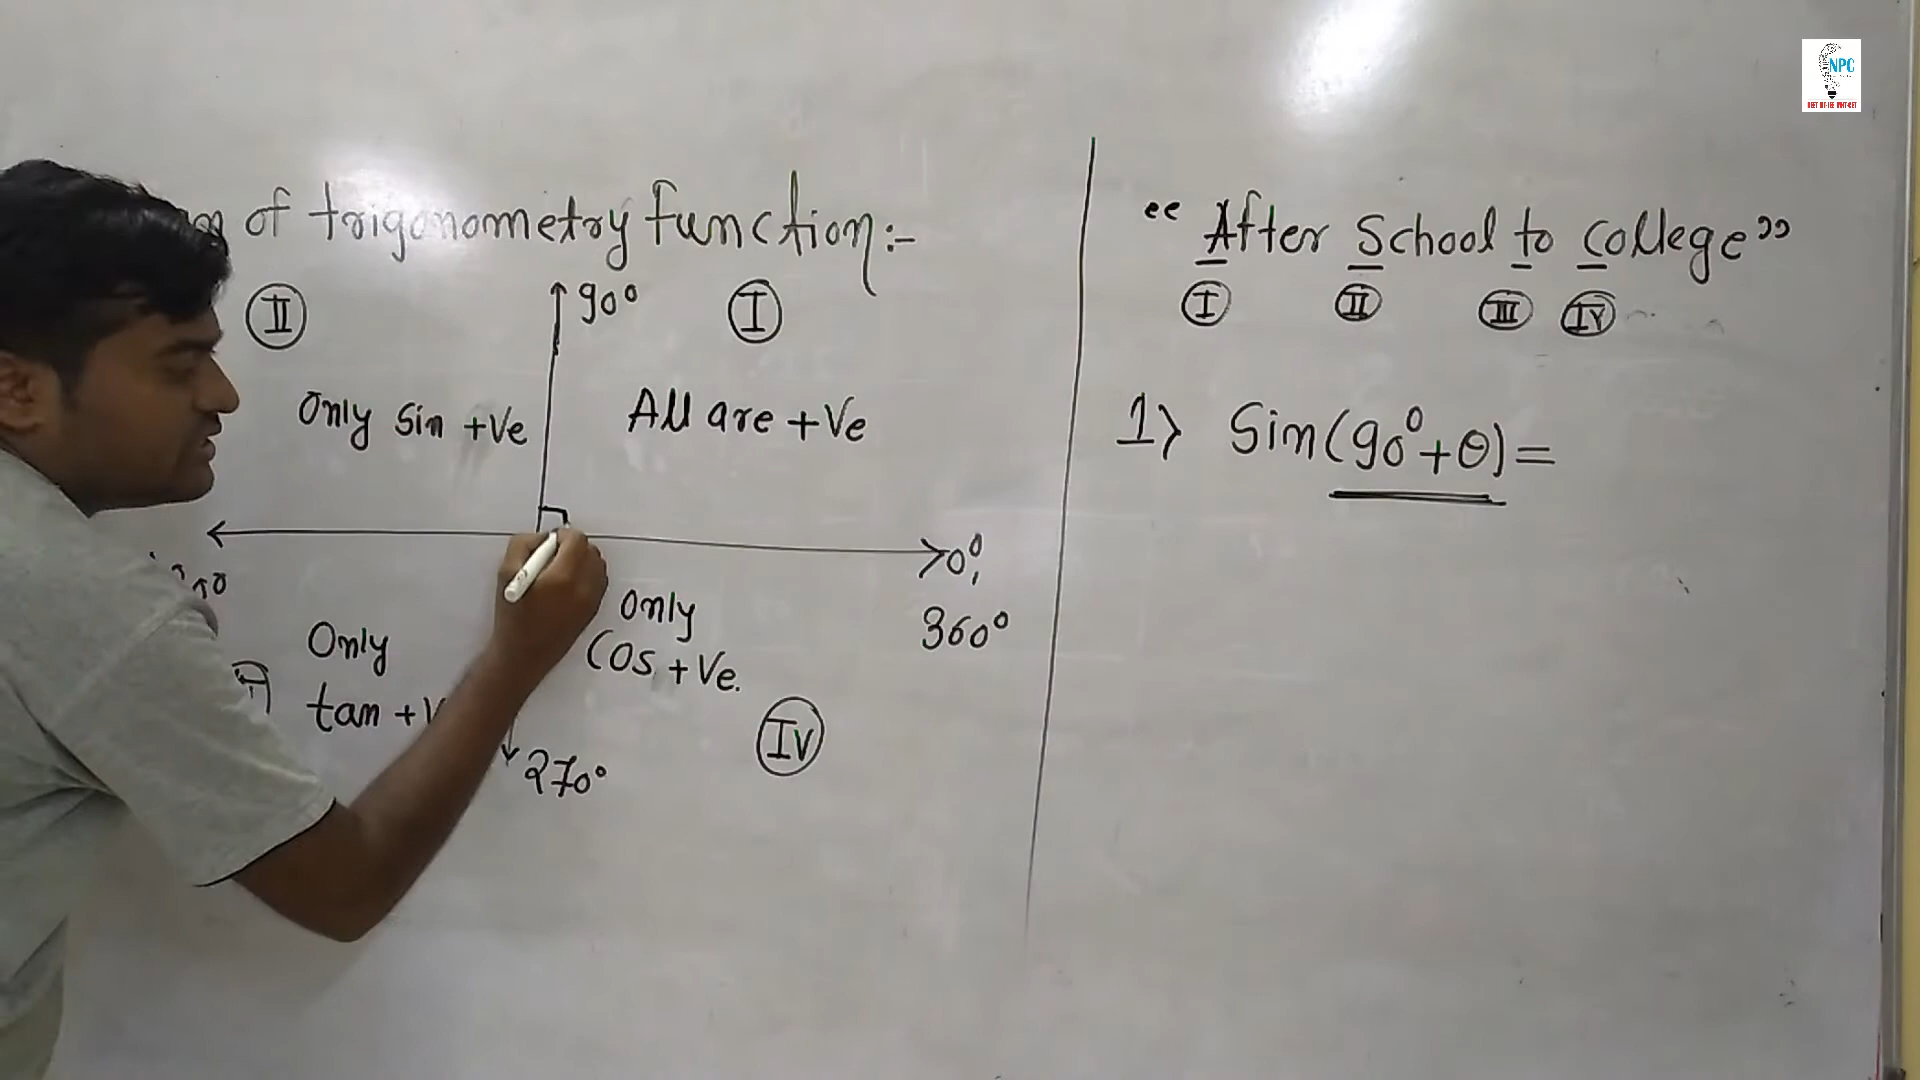 of trigonometry function:-
II
90°
I
Only Sin +Ve
All are +Ve
0°,
360°
Only
tan +V
Only
Cos +Ve.
IV
270°
“After School to College”
I II III IV
1) Sin(90°+θ)=
NPC